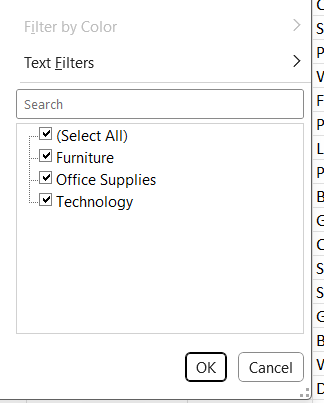 Filter by Color
Text Filters
Search
(Select All)
Furniture
Office Supplies
Technology
OK
Cancel
C
S
P
W
F
P
L
P
B
G
C
S
S
G
B
W
D